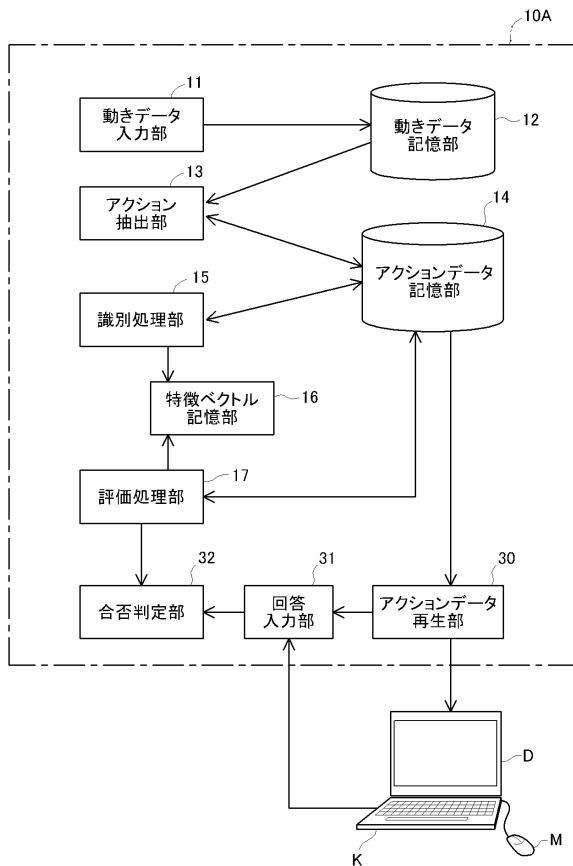 10A
11
動きデータ
入力部
動きデータ
記憶部
12
13
アクション
抽出部
14
アクションデータ
記憶部
15
識別処理部
特徴ベクトル
記憶部
16
17
評価処理部
32
合否判定部
31
回答
入力部
30
アクションデータ
再生部
D
K
M